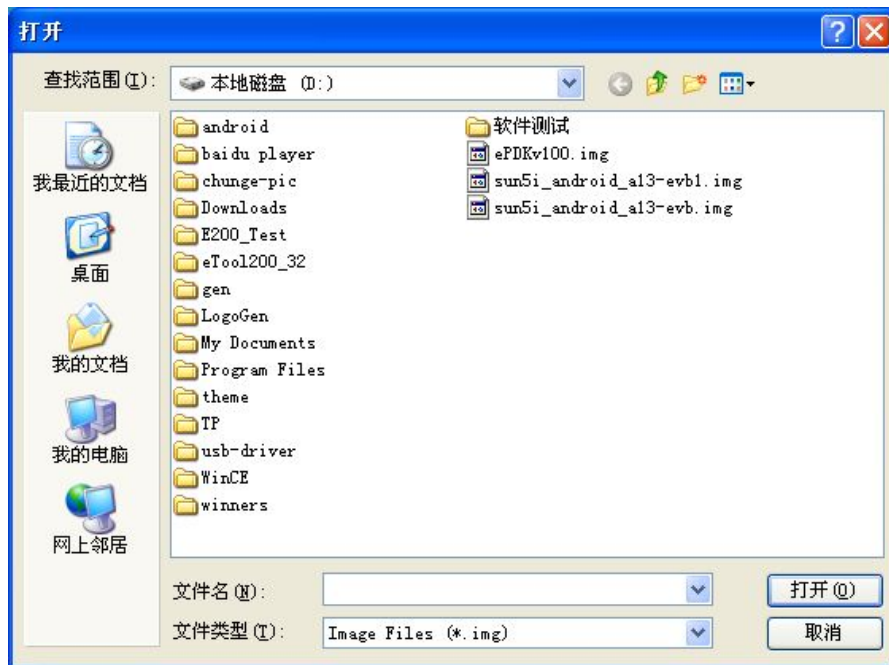 打开
查找范围(I):
本地磁盘 (D:)
我最近的文档
桌面
我的文档
我的电脑
网上邻居
android
baidu player
chunge-pic
Downloads
E200_Test
eTool200_32
gen
LogoGen
My Documents
Program Files
theme
TP
usb-driver
WinCE
winners
软件测试
ePDKv100.img
sun5i_android_a13-evb1.img
sun5i_android_a13-evb.img
文件名(N):
打开(O)
文件类型(T):
Image Files (*.img)
取消